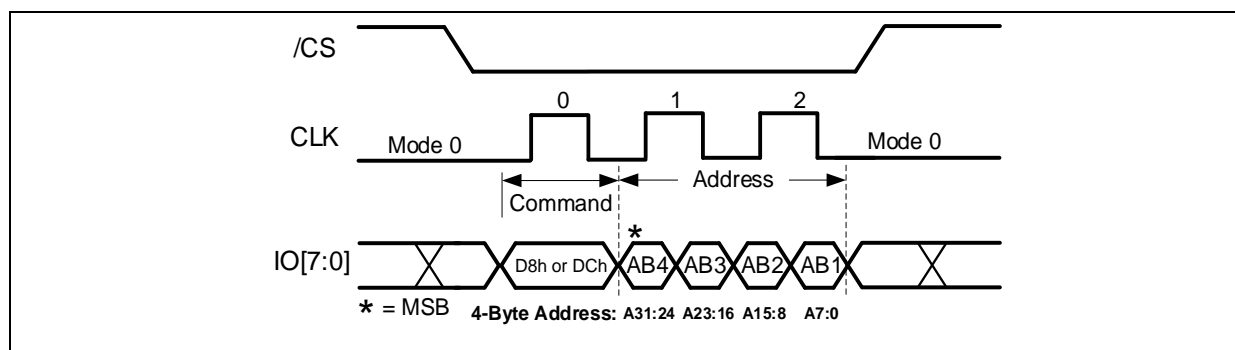 /CS
0 1 2
CLK
Mode 0 Mode 0
Address
Command
*
IO[7:0]
D8h or DCh AB4 AB3 AB2 AB1
* = MSB 4-Byte Address: A31:24 A23:16 A15:8 A7:0